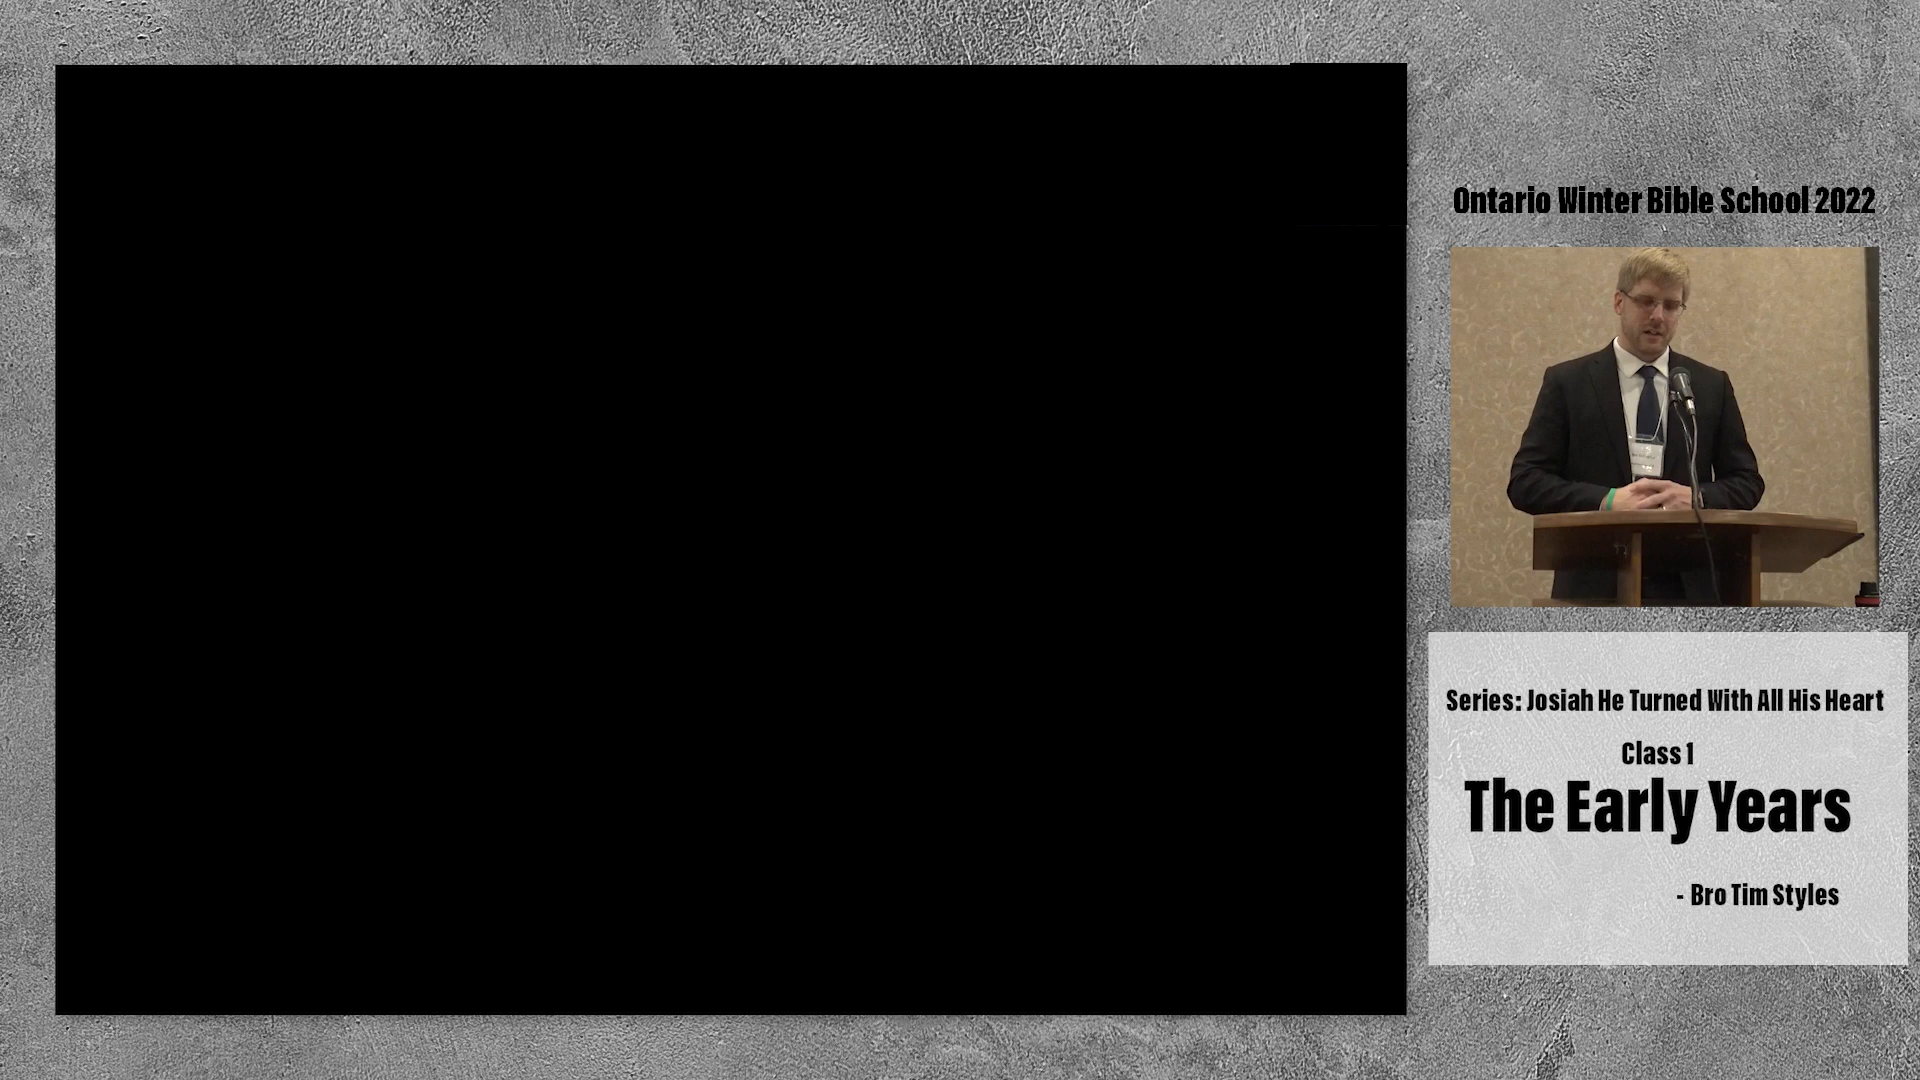 Ontario Winter Bible School 2022
Series: Josiah He Turned With All His Heart
Class 1
The Early Years
- Bro Tim Styles